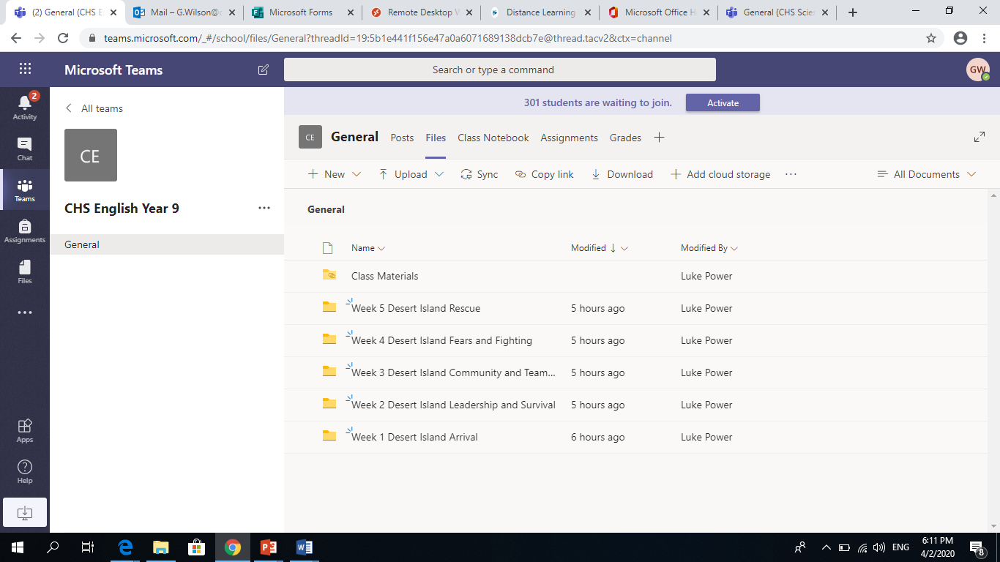 (2) General (CHS E
Mail – G.Wilson@c
Microsoft Forms
Remote Desktop W
Distance Learning
Microsoft Office H
General (CHS Scien
teams.microsoft.com/_#/school/files/General?threadId=19:5b1e441f156e47a0a6071689138dcb7e@thread.tacv2&ctx=channel
Microsoft Teams
Search or type a command
GW
2
Activity
Chat
Teams
Assignments
Files
Apps
Help
All teams
CE
CHS English Year 9
General
301 students are waiting to join.
Activate
CE
General
Posts
Files
Class Notebook
Assignments
Grades
New
Upload
Sync
Copy link
Download
Add cloud storage
All Documents
General
Name
Modified
Modified By
Class Materials
Luke Power
Week 5 Desert Island Rescue
5 hours ago
Luke Power
Week 4 Desert Island Fears and Fighting
5 hours ago
Luke Power
Week 3 Desert Island Community and Team...
5 hours ago
Luke Power
Week 2 Desert Island Leadership and Survival
5 hours ago
Luke Power
Week 1 Desert Island Arrival
6 hours ago
Luke Power
ENG
6:11 PM
4/2/2020
8